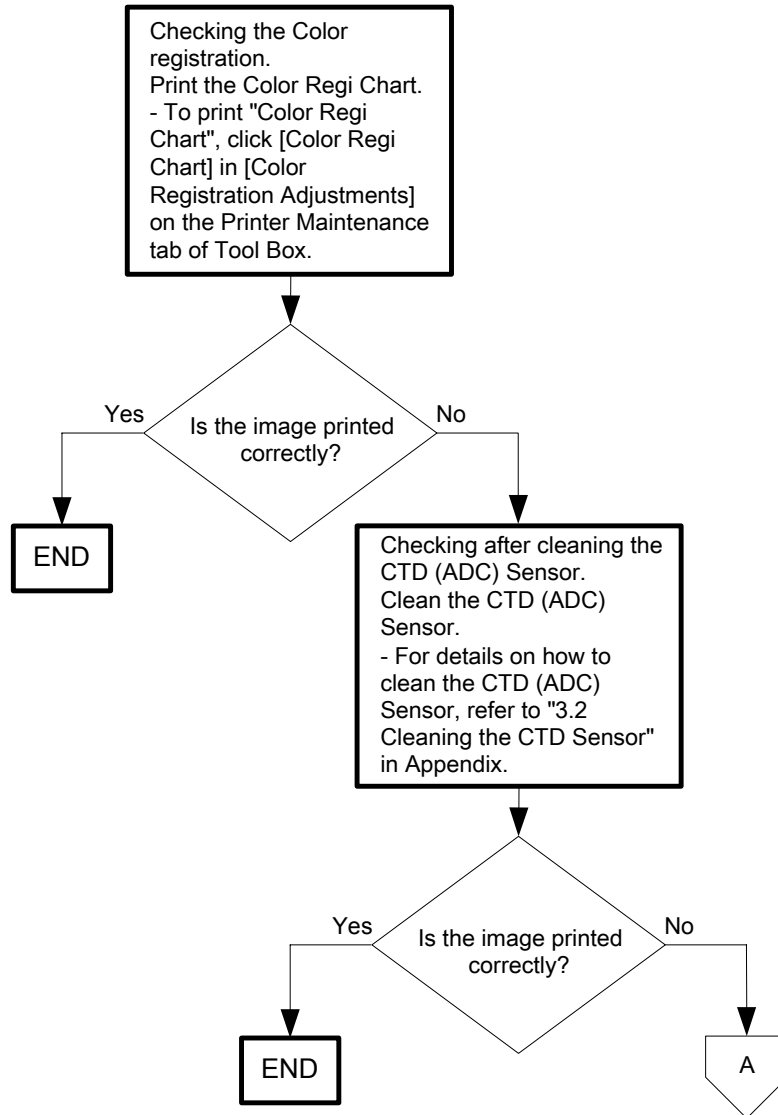 Checking the Color
registration.
Print the Color Regi Chart.
- To print "Color Regi
Chart", click [Color Regi
Chart] in [Color
Registration Adjustments]
on the Printer Maintenance
tab of Tool Box.
Yes
No
Is the image printed
correctly?
END
Checking after cleaning the
CTD (ADC) Sensor.
Clean the CTD (ADC)
Sensor.
- For details on how to
clean the CTD (ADC)
Sensor, refer to "3.2
Cleaning the CTD Sensor"
in Appendix.
Yes
No
Is the image printed
correctly?
END
A